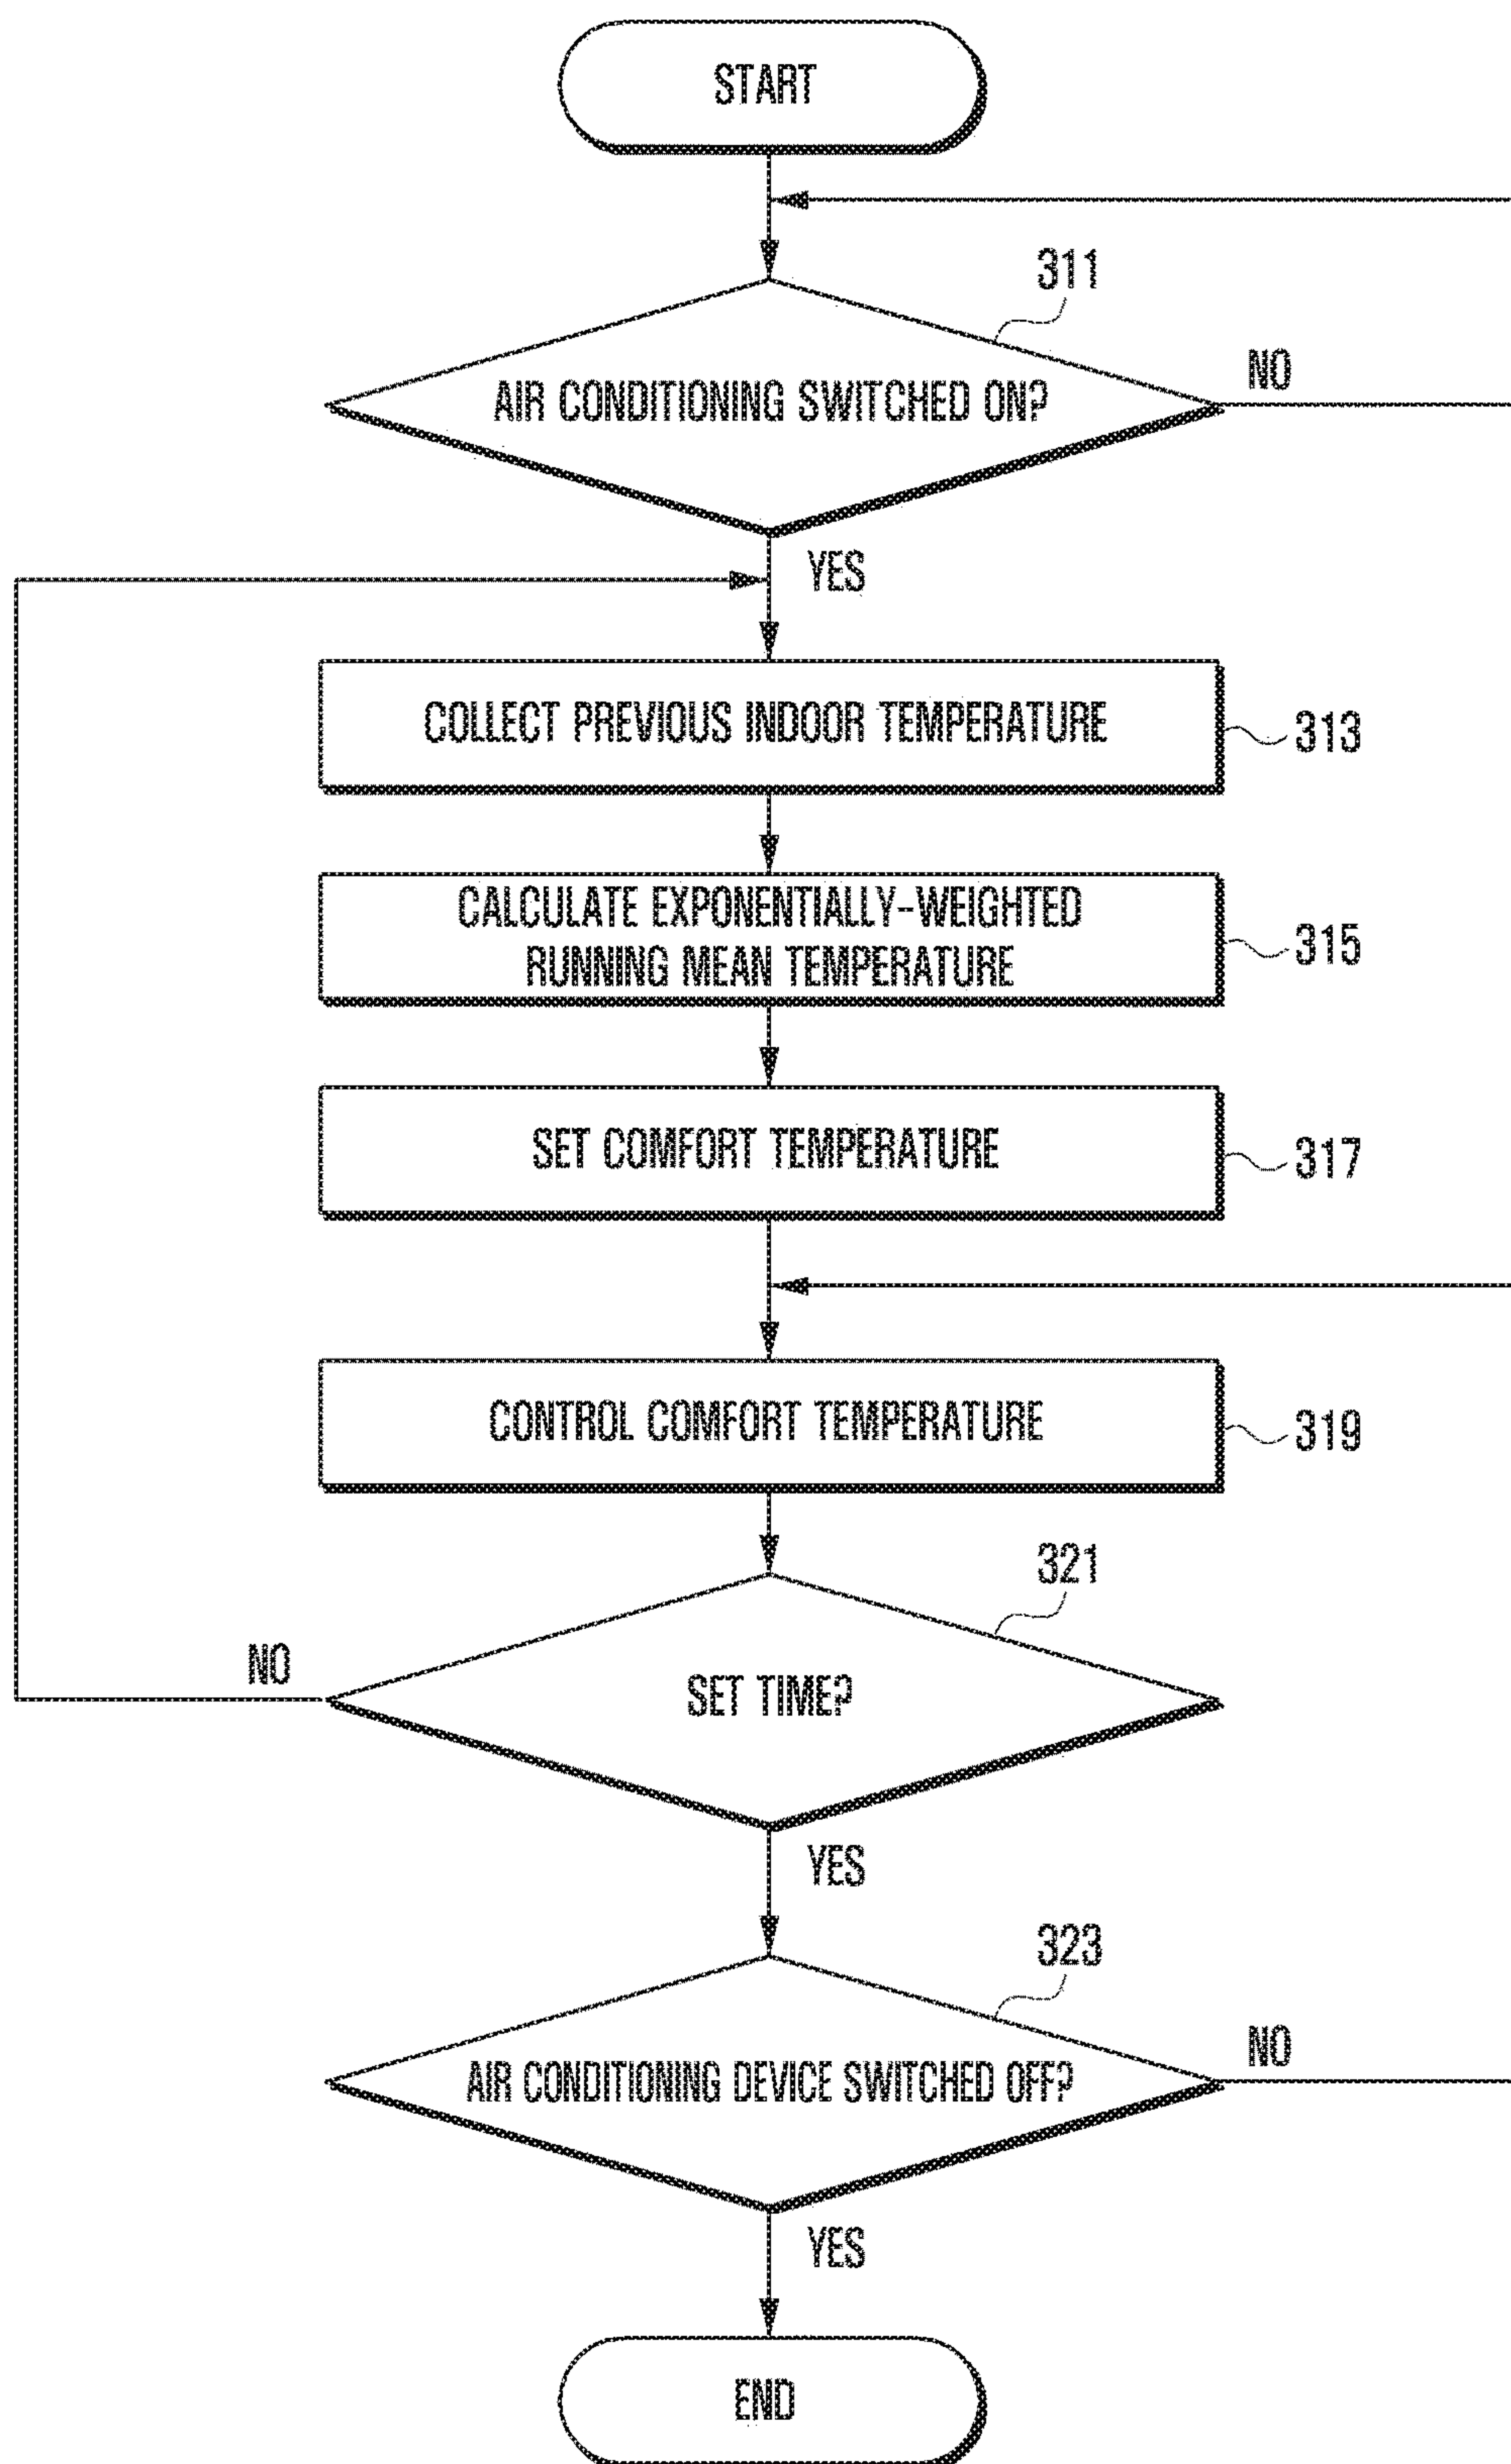 START
311
AIR CONDITIONING SWITCHED ON?
NO
YES
COLLECT PREVIOUS INDOOR TEMPERATURE
313
CALCULATE EXPONENTIALLY-WEIGHTED
RUNNING MEAN TEMPERATURE
315
SET COMFORT TEMPERATURE
317
CONTROL COMFORT TEMPERATURE
319
321
NO
SET TIME?
YES
323
NO
AIR CONDITIONING DEVICE SWITCHED OFF?
YES
END